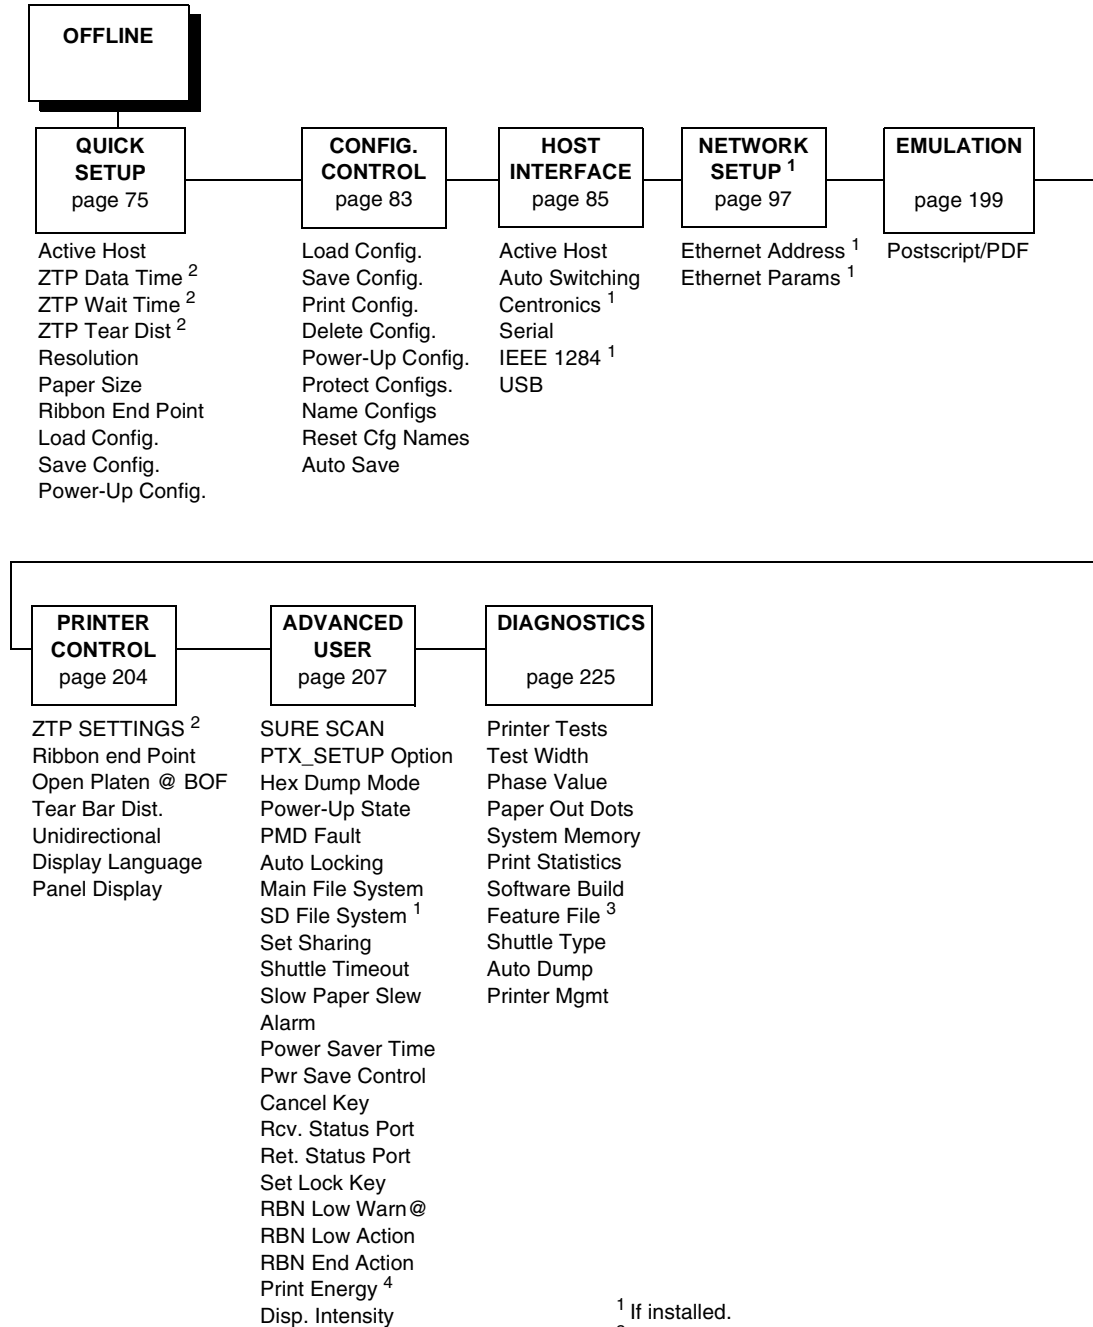 OFFLINE
QUICK
SETUP
page 75
Active Host
ZTP Data Time 2
ZTP Wait Time 2
ZTP Tear Dist 2
Resolution
Paper Size
Ribbon End Point
Load Config.
Save Config.
Power-Up Config.
CONFIG.
CONTROL
page 83
Load Config.
Save Config.
Print Config.
Delete Config.
Power-Up Config.
Protect Configs.
Name Configs
Reset Cfg Names
Auto Save
HOST
INTERFACE
page 85
Active Host
Auto Switching
Centronics 1
Serial
IEEE 1284 1
USB
NETWORK
SETUP 1
page 97
Ethernet Address 1
Ethernet Params 1
EMULATION
page 199
Postscript/PDF
PRINTER
CONTROL
page 204
ZTP SETTINGS 2
Ribbon end Point
Open Platen @ BOF
Tear Bar Dist.
Unidirectional
Display Language
Panel Display
ADVANCED
USER
page 207
SURE SCAN
PTX_SETUP Option
Hex Dump Mode
Power-Up State
PMD Fault
Auto Locking
Main File System
SD File System 1
Set Sharing
Shuttle Timeout
Slow Paper Slew
Alarm
Power Saver Time
Pwr Save Control
Cancel Key
Rcv. Status Port
Ret. Status Port
Set Lock Key
RBN Low Warn@
RBN Low Action
RBN End Action
Print Energy 4
Disp. Intensity
DIAGNOSTICS
page 225
Printer Tests
Test Width
Phase Value
Paper Out Dots
System Memory
Print Statistics
Software Build
Feature File 3
Shuttle Type
Auto Dump
Printer Mgmt
1 If installed.